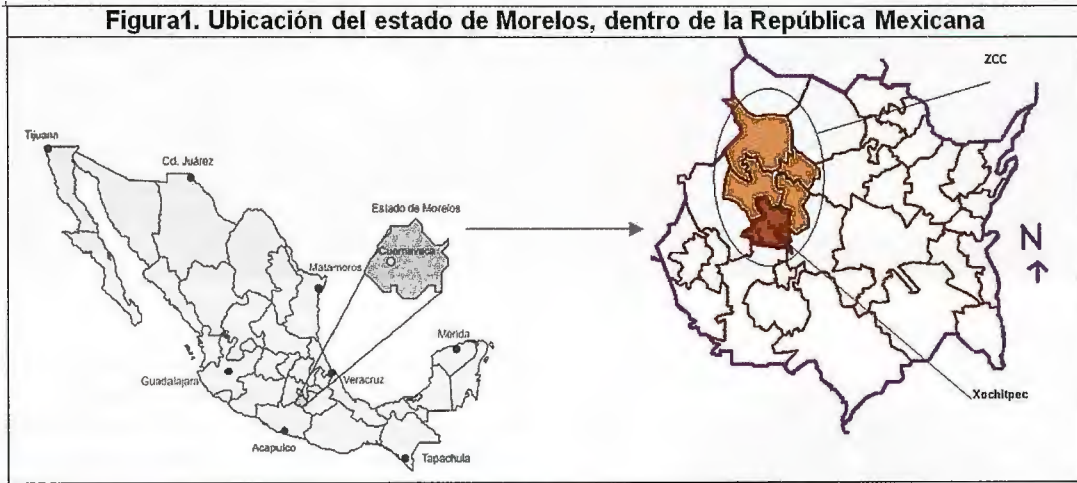 Figura1. Ubicación del estado de Morelos, dentro de la República Mexicana
ZCC
Tijuana
Cd. Juárez
Estado de Morelos
Cuernavaca
Matamoros
N
Mérida
Guadalajara
Veracruz
Xochitpec
Acapulco
Tapachula